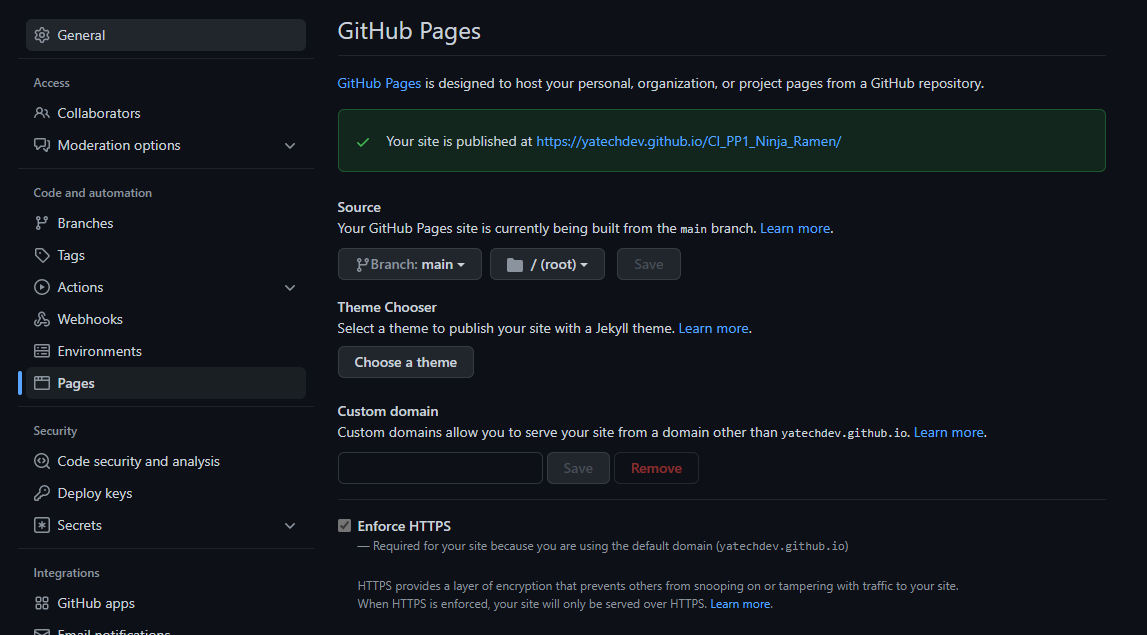 General
Access
Collaborators
Moderation options
Code and automation
Branches
Tags
Actions
Webhooks
Environments
Pages
Security
Code security and analysis
Deploy keys
Secrets
Integrations
GitHub apps
Email notifications
GitHub Pages
GitHub Pages is designed to host your personal, organization, or project pages from a GitHub repository.
Your site is published at https://yatechdev.github.io/CI_PP1_Ninja_Ramen/
Source
Your GitHub Pages site is currently being built from the main branch. Learn more.
Branch: main / (root) Save
Theme Chooser
Select a theme to publish your site with a Jekyll theme. Learn more.
Choose a theme
Custom domain
Custom domains allow you to serve your site from a domain other than yatechdev.github.io. Learn more.
Save Remove
Enforce HTTPS
— Required for your site because you are using the default domain (yatechdev.github.io)
HTTPS provides a layer of encryption that prevents others from snooping on or tampering with traffic to your site.
When HTTPS is enforced, your site will only be served over HTTPS. Learn more.